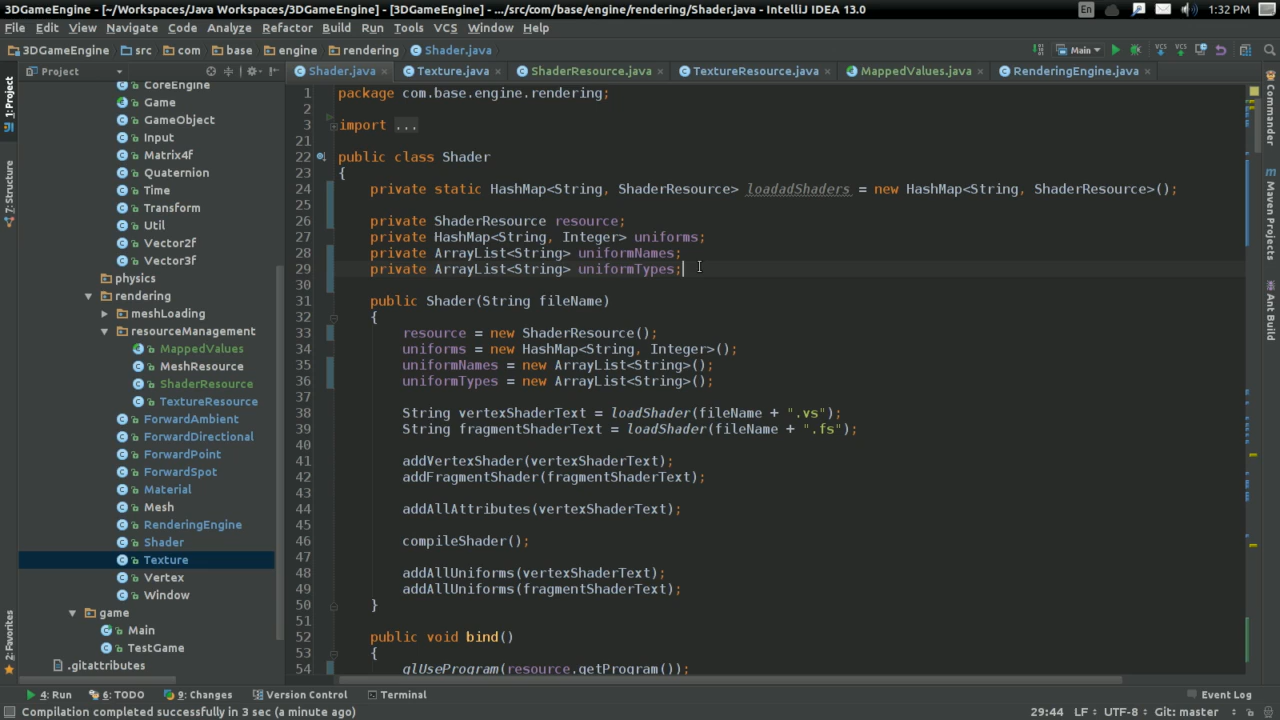 3DGameEngine - [~/Workspaces/Java Workspaces/3DGameEngine] - [3DGameEngine] - .../src/com/base/engine/rendering/Shader.java - IntelliJ IDEA 13.0
En
1:32 PM
File Edit View Navigate Code Analyze Refactor Build Run Tools VCS Window Help
3DGameEngine src com base engine rendering Shader.java
Main
VCS VCS
Project
Shader.java Texture.java ShaderResource.java TextureResource.java MappedValues.java RenderingEngine.java
1: Project
7: Structure
2: Favorites
CoreEngine
Game
GameObject
Input
Matrix4f
Quaternion
Time
Transform
Util
Vector2f
Vector3f
physics
rendering
meshLoading
resourceManagement
MappedValues
MeshResource
ShaderResource
TextureResource
ForwardAmbient
ForwardDirectional
ForwardPoint
ForwardSpot
Material
Mesh
RenderingEngine
Shader
Texture
Vertex
Window
game
Main
TestGame
.gitattributes
1 package com.base.engine.rendering;
2
3 import ...
21
22 public class Shader
23 {
24 private static HashMap<String, ShaderResource> loadadShaders = new HashMap<String, ShaderResource>();
25
26 private ShaderResource resource;
27 private HashMap<String, Integer> uniforms;
28 private ArrayList<String> uniformNames;
29 private ArrayList<String> uniformTypes;
30
31 public Shader(String fileName)
32 {
33 resource = new ShaderResource();
34 uniforms = new HashMap<String, Integer>();
35 uniformNames = new ArrayList<String>();
36 uniformTypes = new ArrayList<String>();
37
38 String vertexShaderText = loadShader(fileName + ".vs");
39 String fragmentShaderText = loadShader(fileName + ".fs");
40
41 addVertexShader(vertexShaderText);
42 addFragmentShader(fragmentShaderText);
43
44 addAllAttributes(vertexShaderText);
45
46 compileShader();
47
48 addAllUniforms(vertexShaderText);
49 addAllUniforms(fragmentShaderText);
50 }
51
52 public void bind()
53 {
54 glUseProgram(resource.getProgram());
Commander
Maven Projects
Ant Build
4: Run 6: TODO 9: Changes Version Control Terminal Event Log
Compilation completed successfully in 3 sec (a minute ago) 29:44 LF UTF-8 Git: master